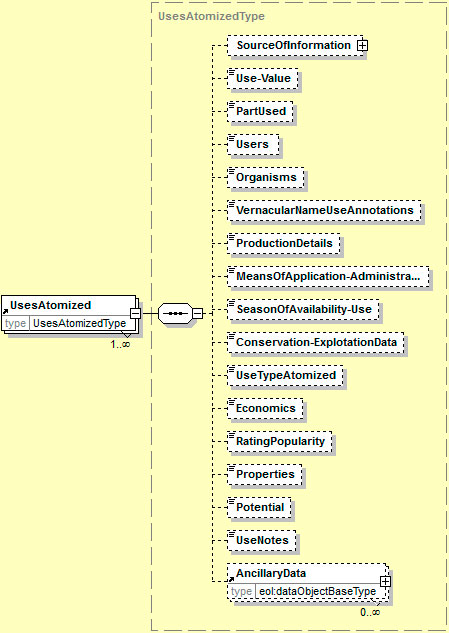 UsesAtomizedType
SourceOfInformation
Use-Value
PartUsed
Users
Organisms
VernacularNameUseAnnotations
ProductionDetails
MeansOfApplication-Administra...
UsesAtomized
type UsesAtomizedType
1..∞
SeasonOfAvailability-Use
Conservation-ExplotationData
UseTypeAtomized
Economics
RatingPopularity
Properties
Potential
UseNotes
AncillaryData
type eol:dataObjectBaseType
0..∞